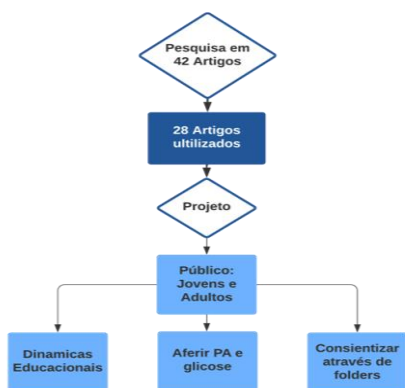 Pesquisa em
42 Artigos
28 Artigos
ultilizados
Projeto
Público:
Jovens e
Adultos
Dinamicas
Educacionais
Aferir PA e
glicose
Consientizar
através de
folders